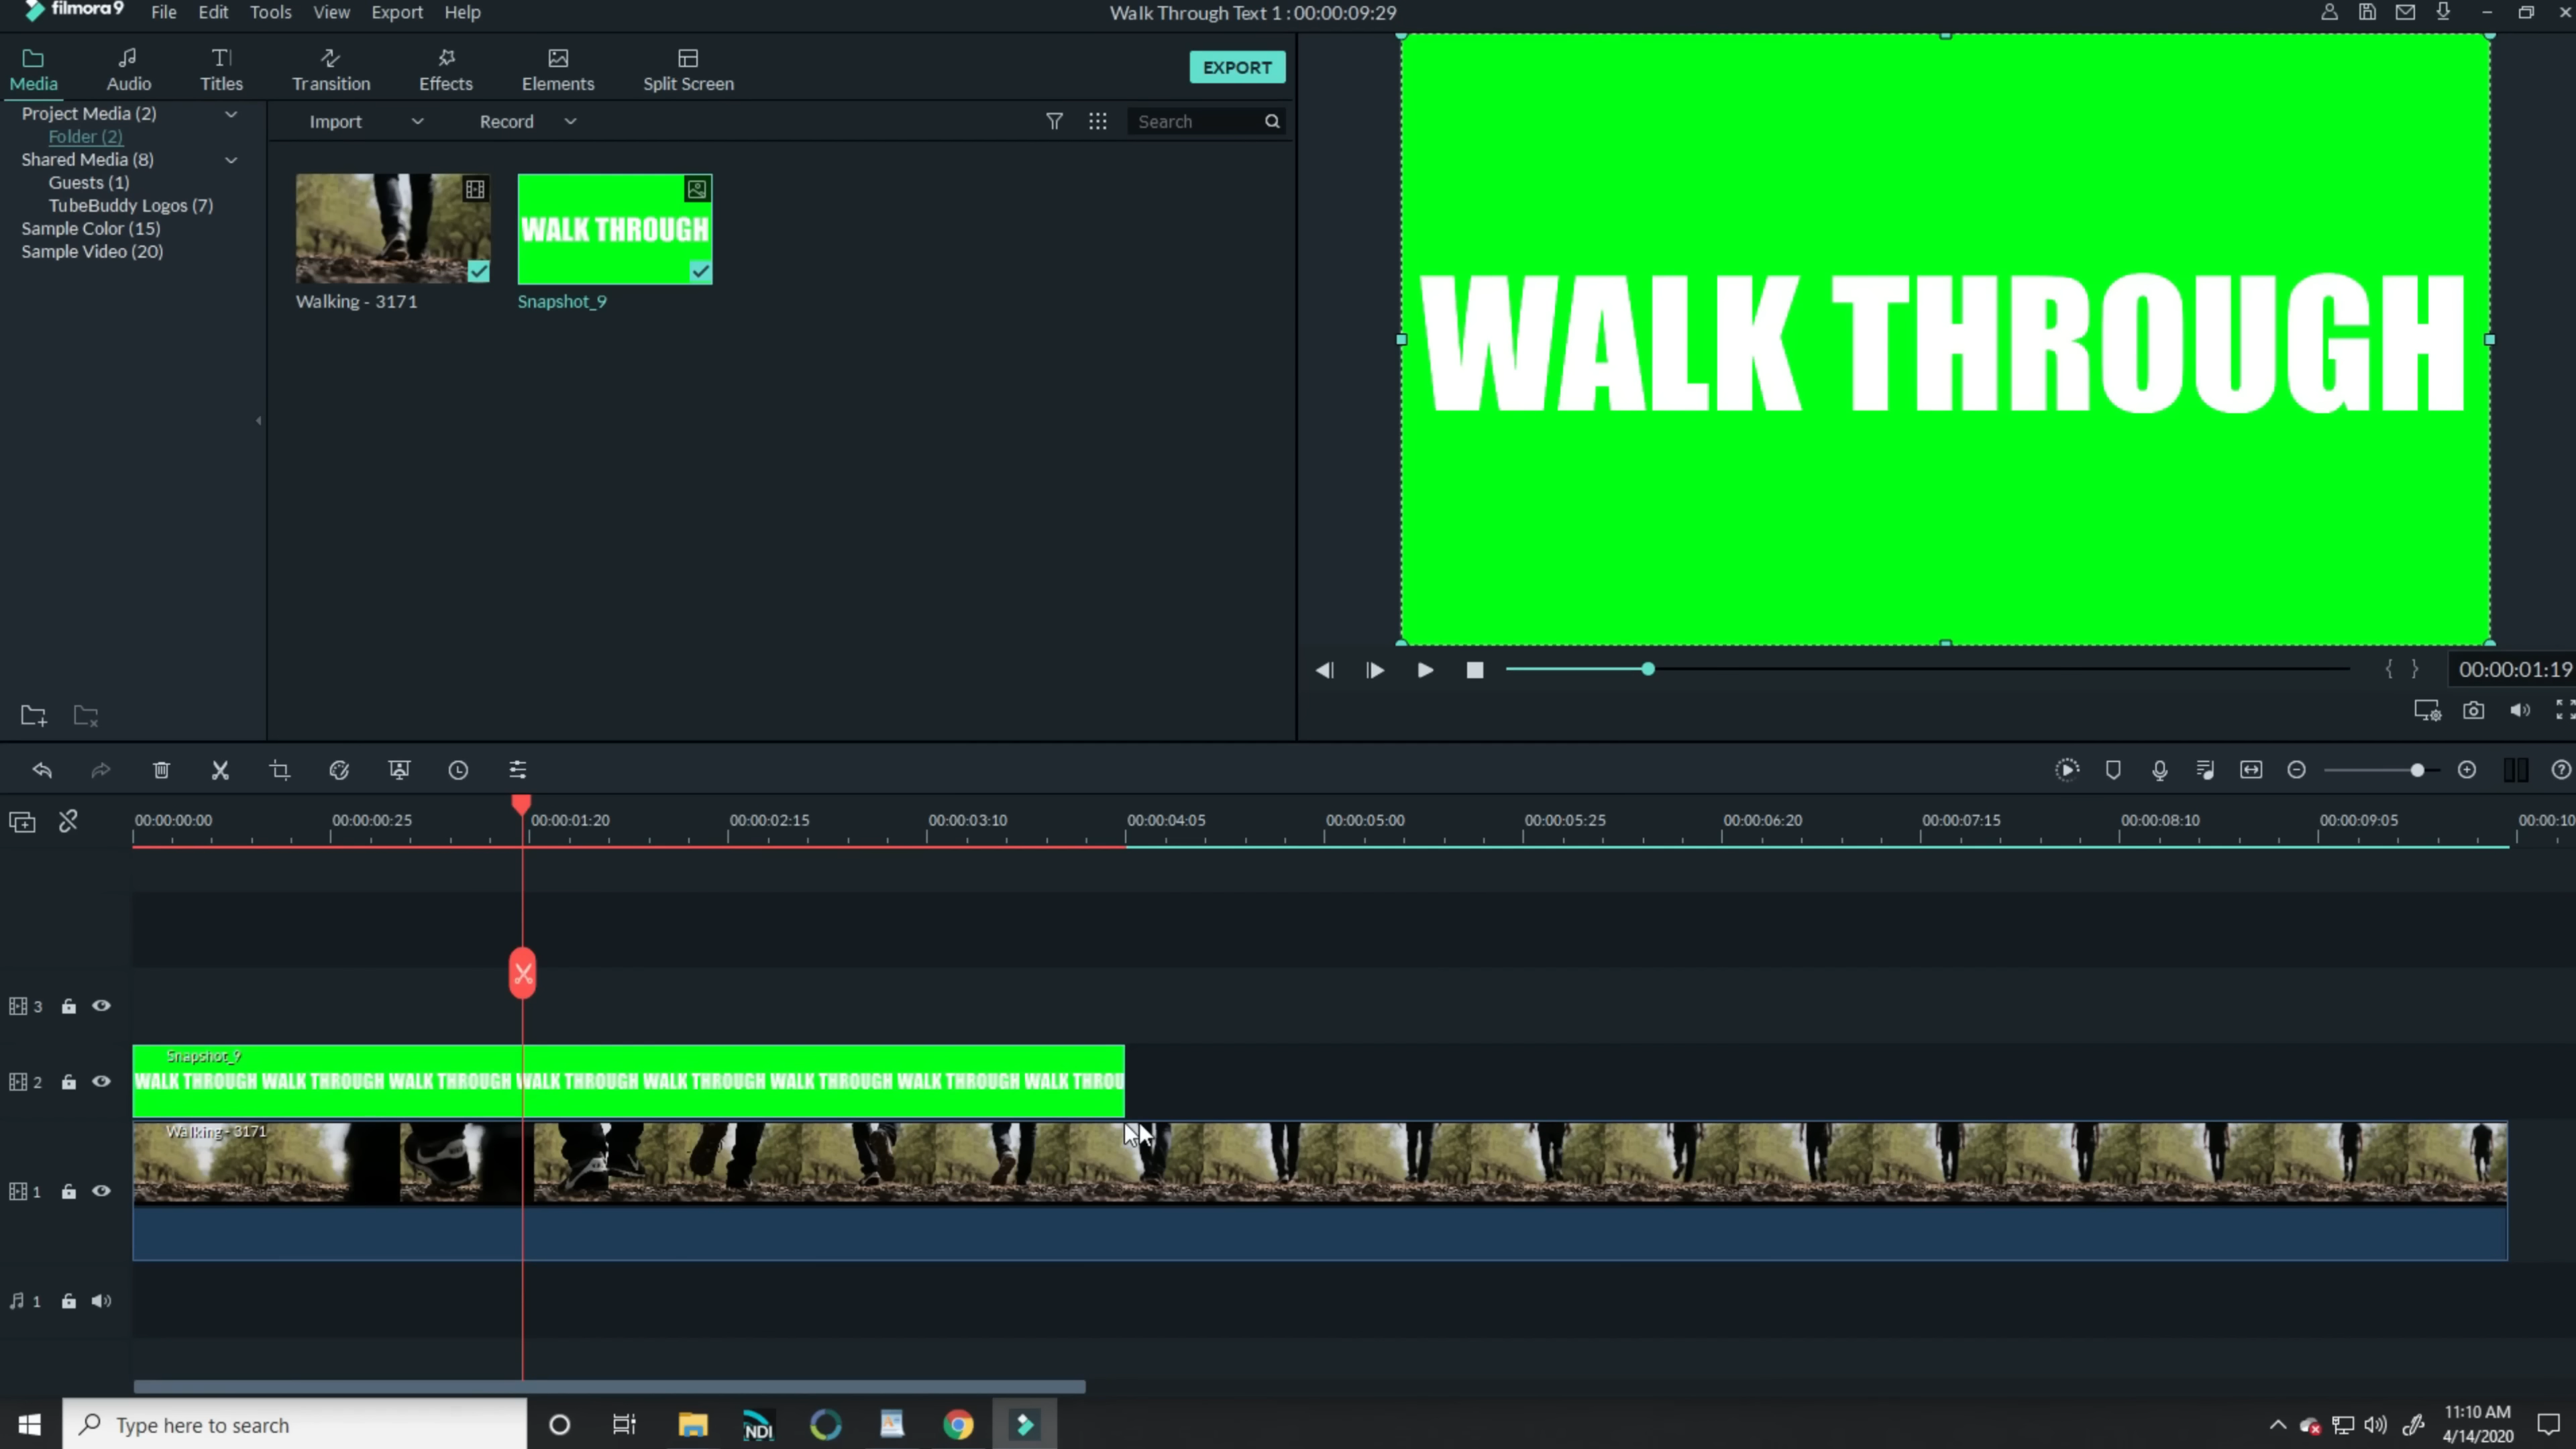 filmora9 File Edit Tools View Export Help Walk Through Text 1 : 00:00:09:29
Media Audio Titles Transition Effects Elements Split Screen EXPORT
Project Media (2)
Folder (2)
Shared Media (8)
Guests (1)
TubeBuddy Logos (7)
Sample Color (15)
Sample Video (20)
Import Record Search
WALK THROUGH
Walking - 3171 Snapshot_9
WALK THROUGH
{ } 00:00:01:19
00:00:00:00 00:00:00:25 00:00:01:20 00:00:02:15 00:00:03:10 00:00:04:05 00:00:05:00 00:00:05:25 00:00:06:20 00:00:07:15 00:00:08:10 00:00:09:05 00:00:10
3
Snapshot_9
2 WALK THROUGH WALK THROUGH WALK THROUGH WALK THROUGH WALK THROUGH WALK THROUGH WALK THROUGH WALK THROU
Walking - 3171
1
1
Type here to search NDI 11:10 AM
4/14/2020